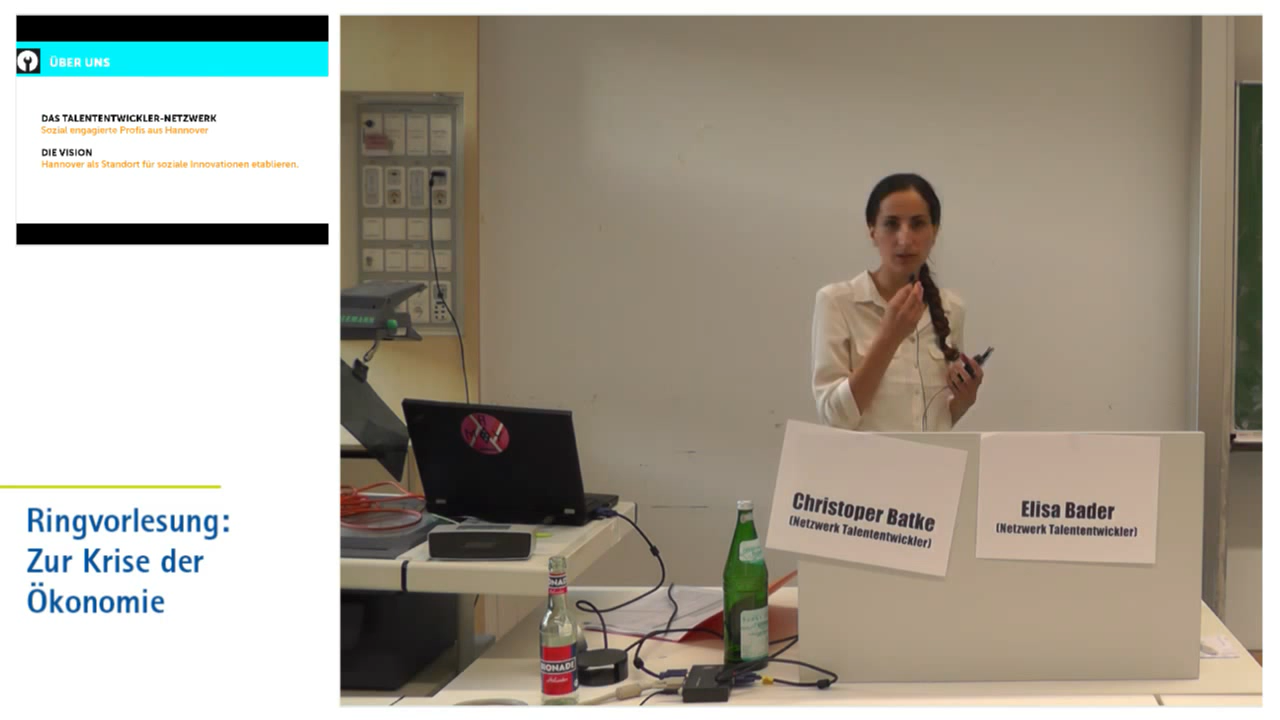 ÜBER UNS
DAS TALENTENTWICKLER-NETZWERK
Sozial engagierte Profis aus Hannover
DIE VISION
Hannover als Standort für soziale Innovationen etablieren.
Ringvorlesung:
Zur Krise der
Ökonomie
Christoper Batke
(Netzwerk Talententwickler)
Elisa Bader
(Netzwerk Talententwickler)
BIONADE